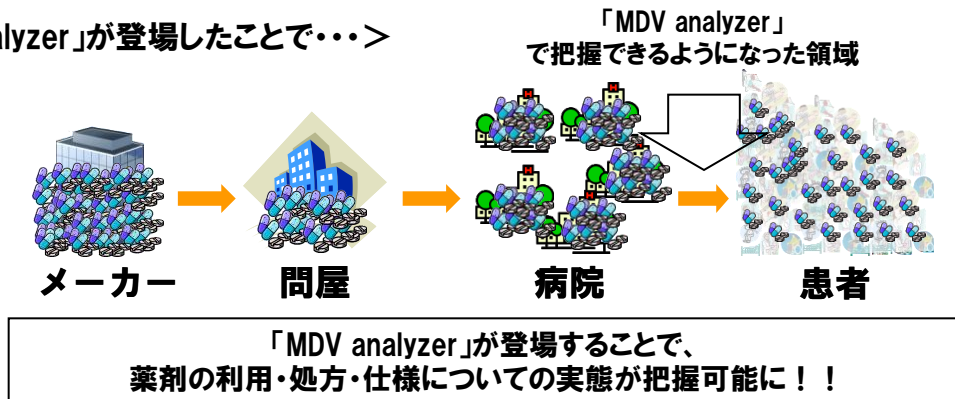 alyzer」が登場したことで・・・＞
「MDV analyzer」
で把握できるようになった領域
メーカー
問屋
病院
患者
「MDV analyzer」が登場することで、
薬剤の利用・処方・仕様についての実態が把握可能に！！